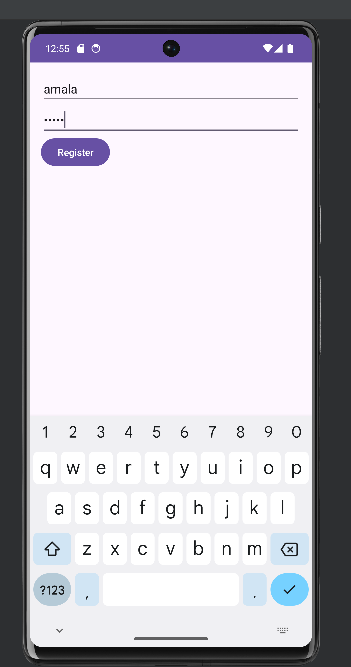 12:55
amala
•••••
Register
1 2 3 4 5 6 7 8 9 0
q w e r t y u i o p
a s d f g h j k l
z x c v b n m
?123 , .